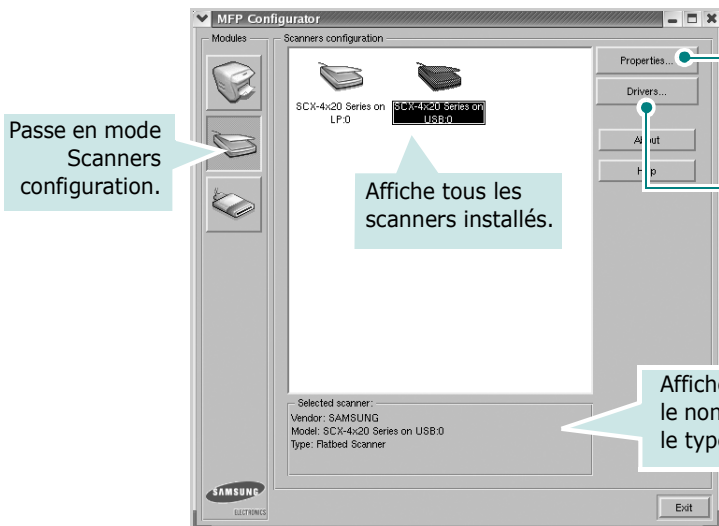 MFP Configurator
Modules
Scanners configuration
Properties...
Drivers...
About
Help
SCX-4x20 Series on
LP:0
SCX-4x20 Series on
USB:0
Passe en mode
Scanners
configuration.
Affiche tous les
scanners installés.
Selected scanner:
Vendor: SAMSUNG
Model: SCX-4x20 Series on USB:0
Type: Flatbed Scanner
Affiche
le
le
SAMSUNG
ELECTRONICS
Exit